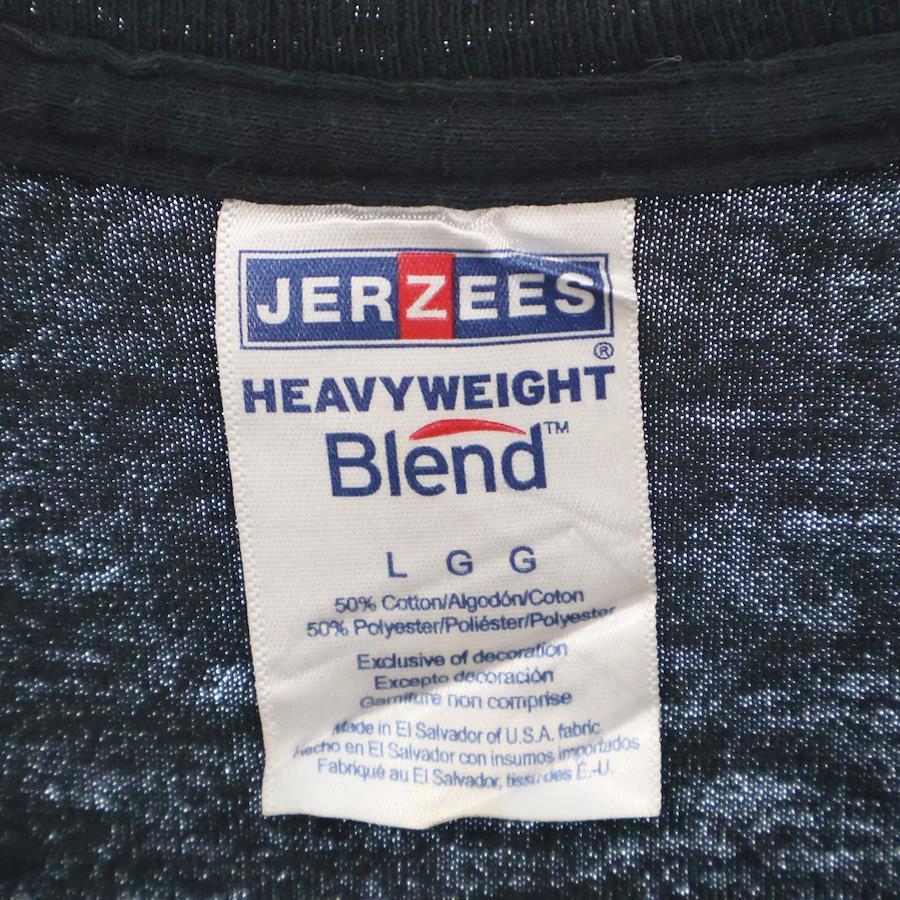 JERZEES
®
HEAVYWEIGHT
Blend™
L G G
50% Cotton/Algodón/Coton
50% Polyester/Poliéster/Polyester
Exclusive of decoration
Excepto decoración
Garniture non comprise
Made in El Salvador of U.S.A. fabric
Hecho en El Salvador con insumos importados
Fabriqué au El Salvador, tissu des É.-U.